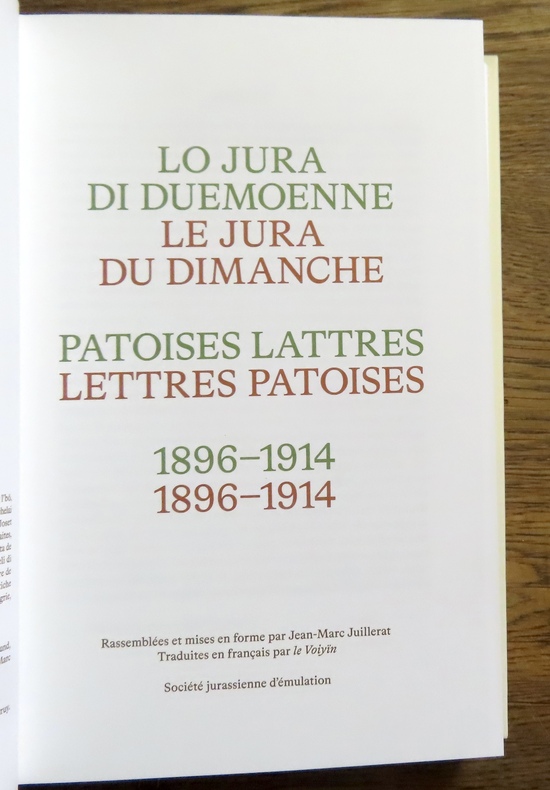 LO JURA
DI DUEMOENNE
LE JURA
DU DIMANCHE
PATOISES LATTRES
LETTRES PATOISES
1896–1914
1896–1914
Rassemblées et mises en forme par Jean-Marc Juillerat
Traduites en français par le Voiyïn
Société jurassienne d'émulation